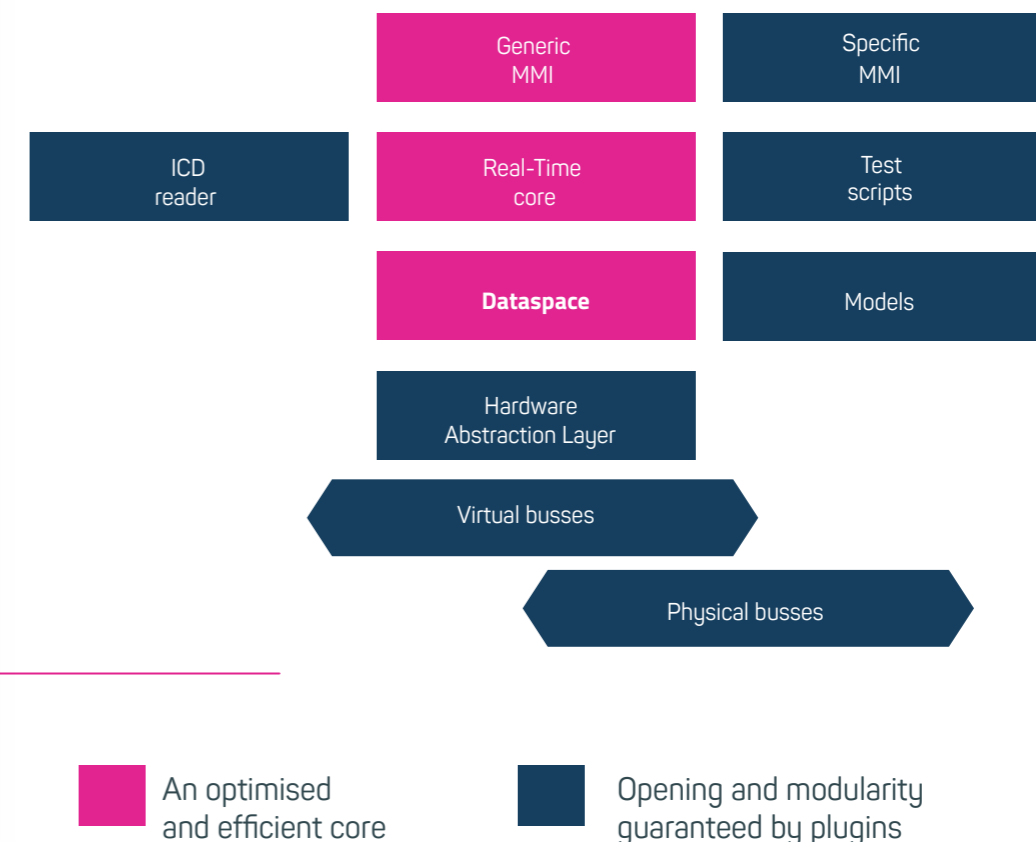 Generic
MMI
Specific
MMI
ICD
reader
Real-Time
core
Test
scripts
Dataspace
Models
Hardware
Abstraction Layer
Virtual busses
Physical busses
An optimised
and efficient core
Opening and modularity
guaranteed by plugins